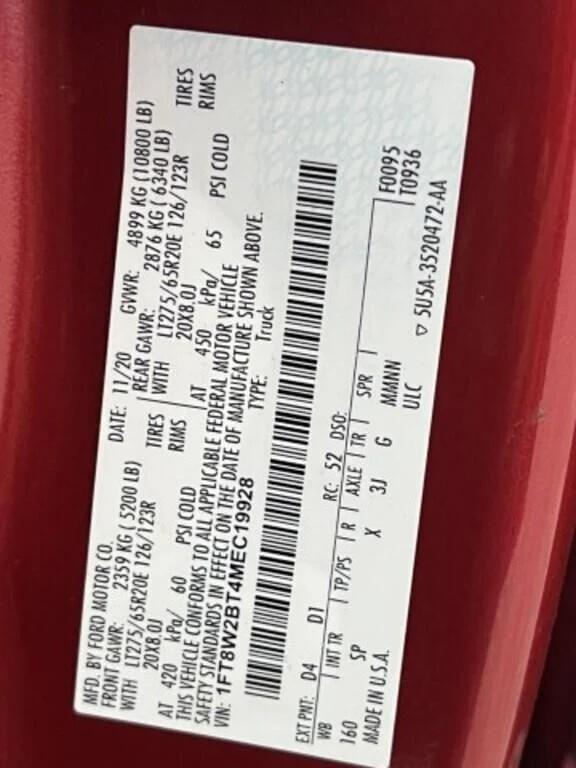 MFD. BY FORD MOTOR CO.
DATE: 11/20 GVWR: 4899 KG (10800 LB)
FRONT GAWR: 2359 KG ( 5200 LB) REAR GAWR: 2876 KG ( 6340 LB)
WITH LT275/65R20E 126/123R TIRES WITH LT275/65R20E 126/123R TIRES
20X8.0J RIMS 20X8.0J RIMS
AT 420 kPa/ 60 PSI COLD AT 450 kPa/ 65 PSI COLD
THIS VEHICLE CONFORMS TO ALL APPLICABLE FEDERAL MOTOR VEHICLE
SAFETY STANDARDS IN EFFECT ON THE DATE OF MANUFACTURE SHOWN ABOVE.
VIN: 1FT8W2BT4MEC19928 TYPE: Truck
EXT PNT: D4 D1 RC: 52 DSO: F0095
WB INT TR TP/PS R AXLE TR SPR T0936
160 SP X 3J G MMMNN
MADE IN U.S.A. ULC ▽ 5U5A-3520472-AA